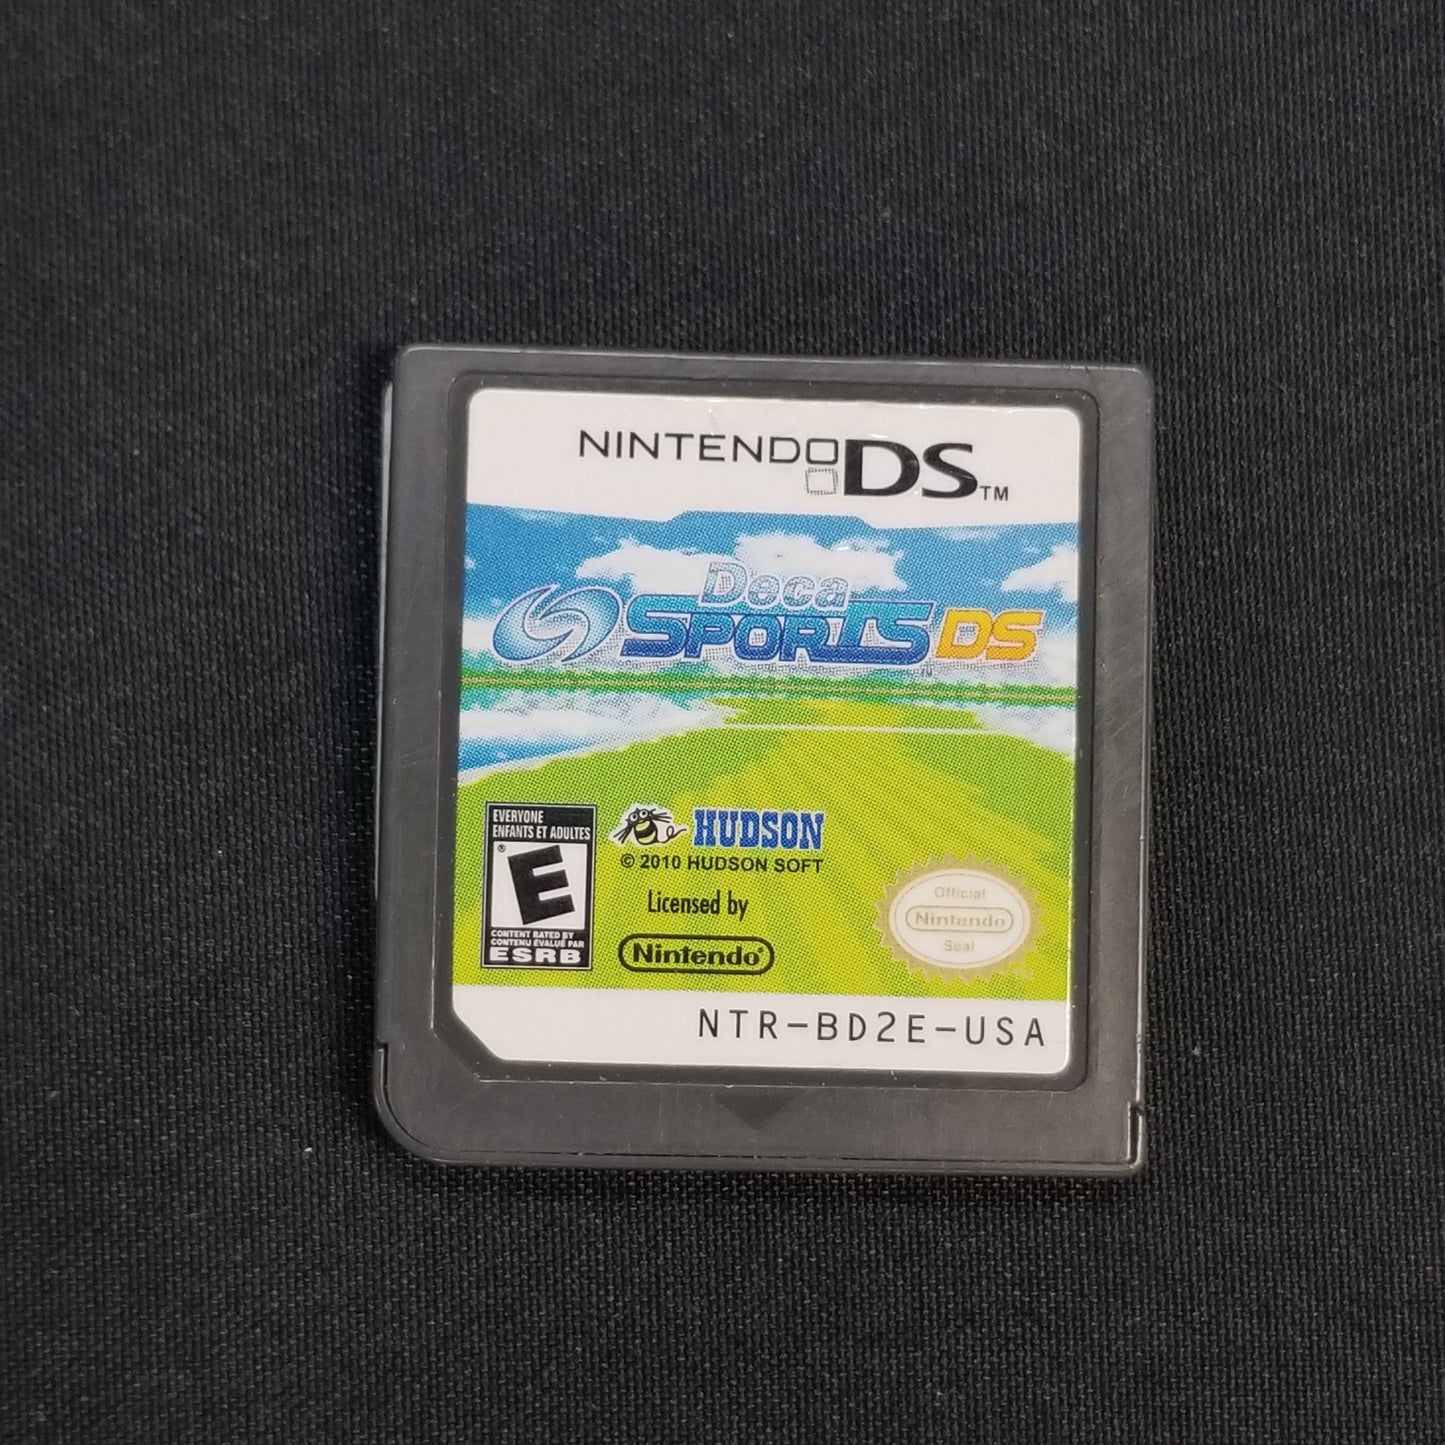 NINTENDO DS™
Deca
SPORTS DS
™
EVERYONE
ENFANTS ET ADULTES
E
®
CONTENT RATED BY
CONTENU ÉVALUÉ PAR
ESRB
HUDSON
© 2010 HUDSON SOFT
Licensed by
Nintendo®
Official
Nintendo
Seal
NTR-BD2E-USA